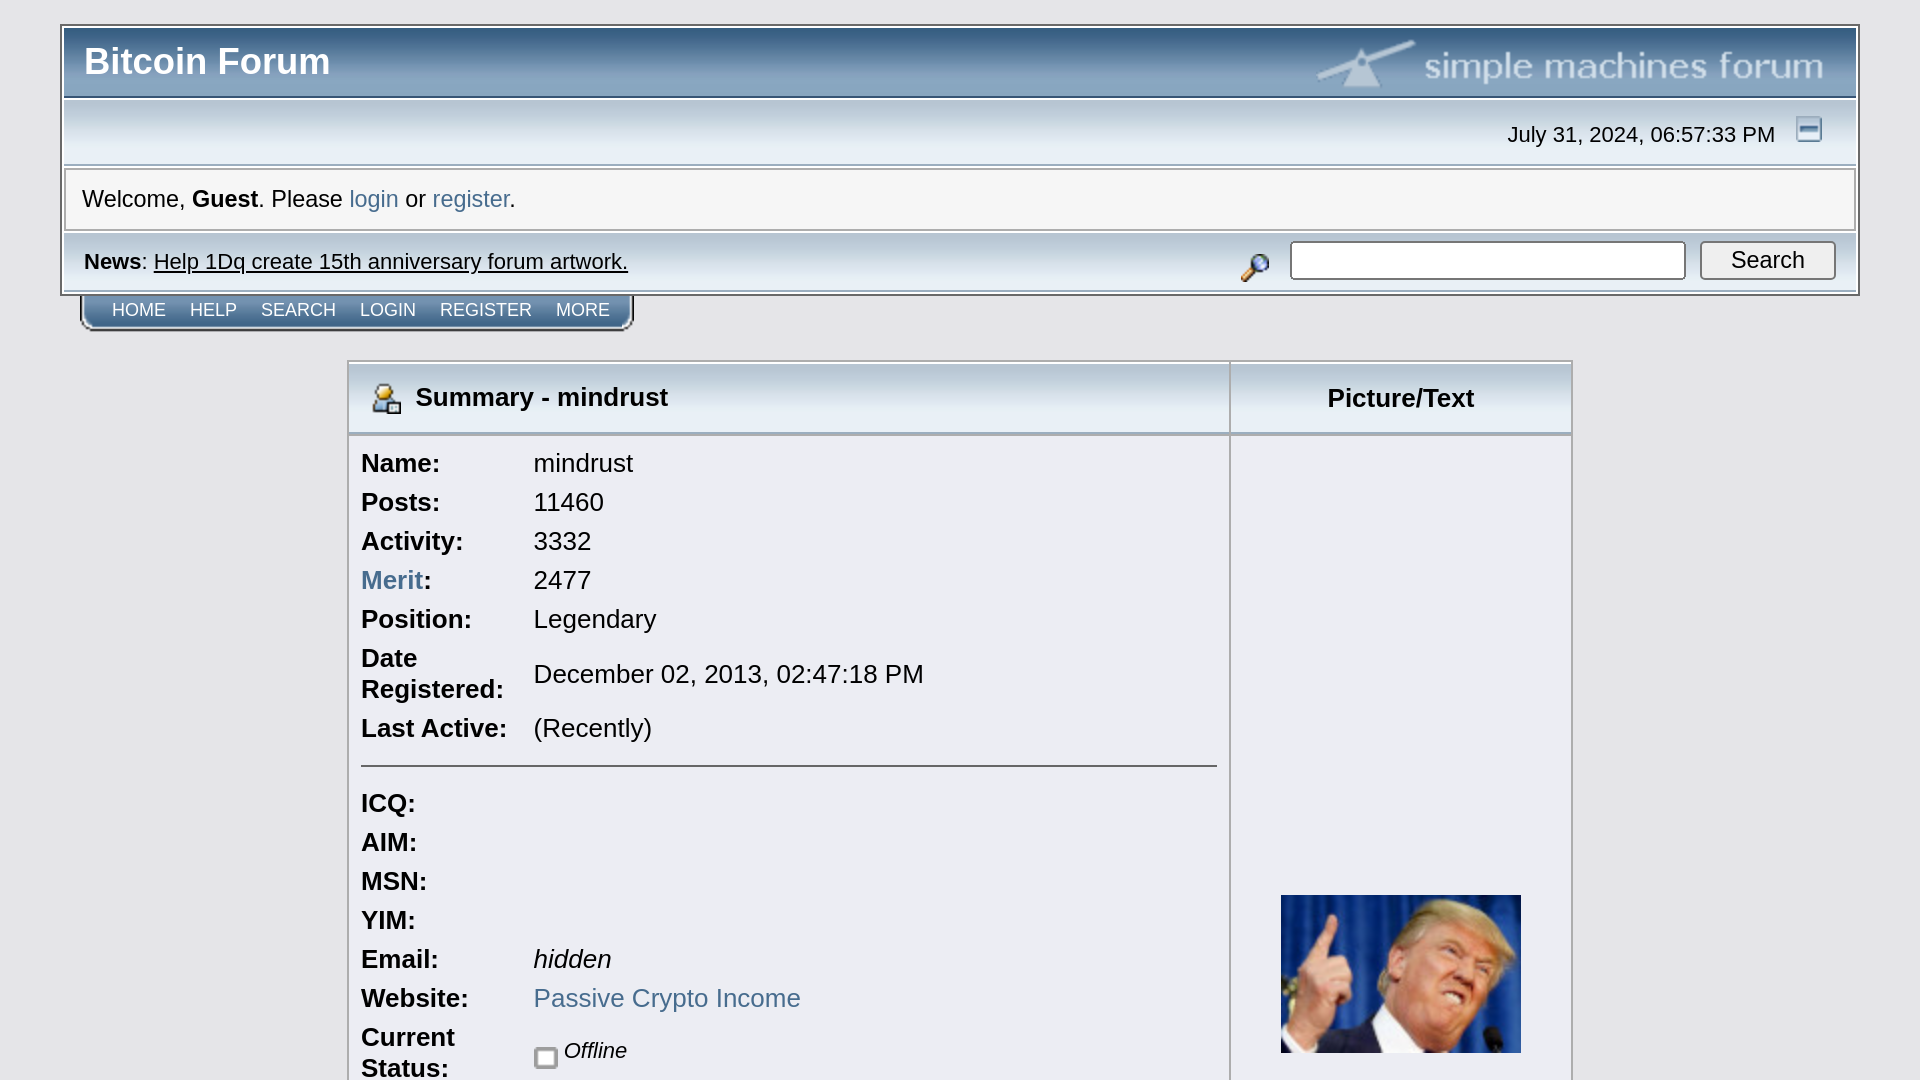 Bitcoin Forum
simple machines forum
July 31, 2024, 06:57:33 PM
Welcome, Guest. Please login or register.
News: Help 1Dq create 15th anniversary forum artwork.
Search
HOME HELP SEARCH LOGIN REGISTER MORE
Summary - mindrust
Picture/Text
Name: mindrust
Posts: 11460
Activity: 3332
Merit: 2477
Position: Legendary
Date
Registered: December 02, 2013, 02:47:18 PM
Last Active: (Recently)
ICQ:
AIM:
MSN:
YIM:
Email: hidden
Website: Passive Crypto Income
Current
Status: Offline